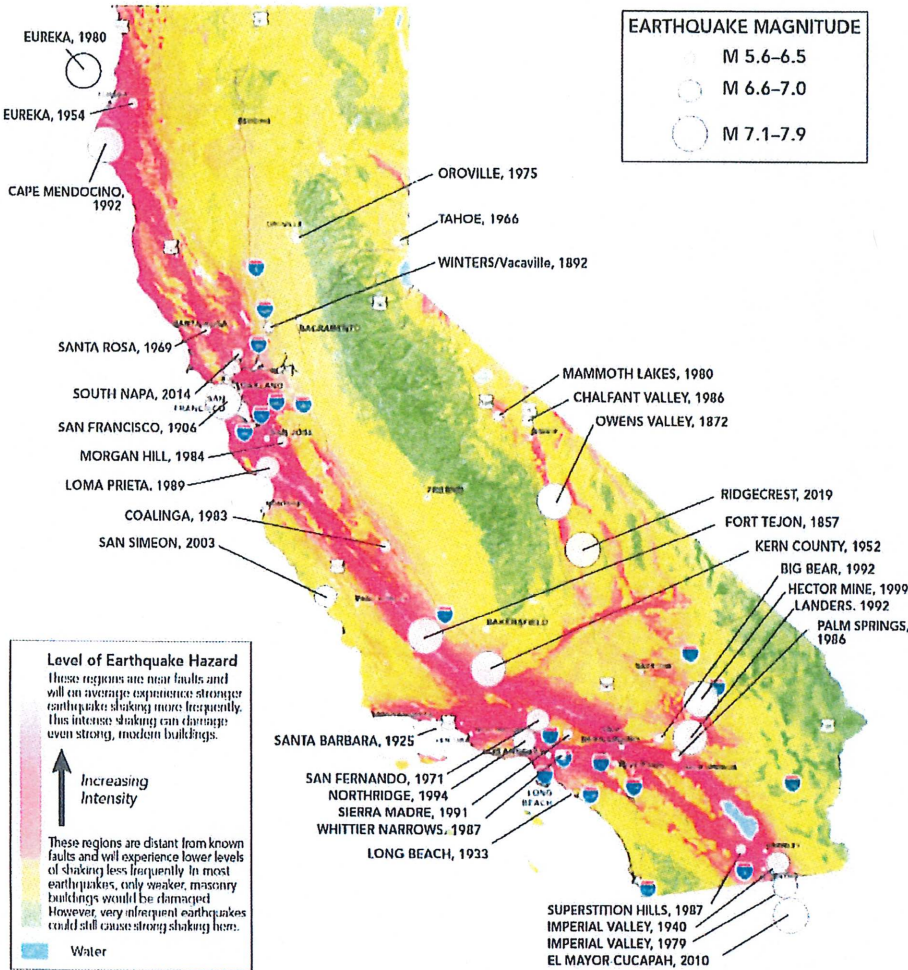 EUREKA, 1980
EARTHQUAKE MAGNITUDE
M 5.6–6.5
M 6.6–7.0
M 7.1–7.9
EUREKA, 1954
CAPE MENDOCINO,
1992
OROVILLE, 1975
TAHOE, 1966
WINTERS/Vacaville, 1892
SACRAMENTO
SANTA ROSA, 1969
SOUTH NAPA, 2014
OAKLAND
SAN
FRANCISCO
SAN FRANCISCO, 1906
MORGAN HILL, 1984
LOMA PRIETA. 1989
MAMMOTH LAKES, 1980
CHALFANT VALLEY, 1986
OWENS VALLEY, 1872
FRESNO
COALINGA, 1983
SAN SIMEON, 2003
RIDGECREST, 2019
FORT TEJON, 1857
KERN COUNTY, 1952
BIG BEAR, 1992
HECTOR MINE, 1999
LANDERS. 1992
PALM SPRINGS,
1986
BAKERSFIELD
SANTA BARBARA, 1925
SAN FERNANDO, 1971
NORTHRIDGE, 1994
SIERRA MADRE, 1991
WHITTIER NARROWS, 1987
LONG
BEACH
LONG BEACH, 1933
SUPERSTITION HILLS, 1987
IMPERIAL VALLEY, 1940
IMPERIAL VALLEY, 1979
EL MAYOR-CUCAPAH, 2010
Level of Earthquake Hazard
These regions are near faults and
will on average experience stronger
earthquake shaking more frequently.
This intense shaking can damage
even strong, modern buildings.
Increasing
Intensity
These regions are distant from known
faults and will experience lower levels
of shaking less frequently. In most
earthquakes, only weaker, masonry
buildings would be damaged
However, very infrequent earthquakes
could still cause strong shaking here.
Water